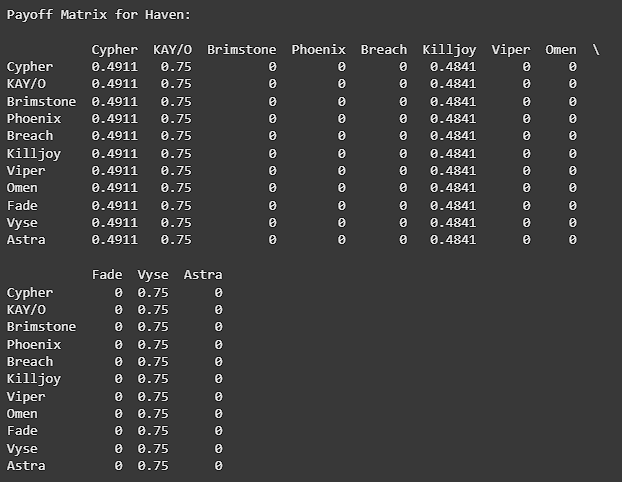 Payoff Matrix for Haven:

           Cypher  KAY/O  Brimstone  Phoenix  Breach  Killjoy  Viper  Omen  \
Cypher     0.4911   0.75          0        0       0   0.4841      0     0
KAY/O      0.4911   0.75          0        0       0   0.4841      0     0
Brimstone  0.4911   0.75          0        0       0   0.4841      0     0
Phoenix    0.4911   0.75          0        0       0   0.4841      0     0
Breach     0.4911   0.75          0        0       0   0.4841      0     0
Killjoy    0.4911   0.75          0        0       0   0.4841      0     0
Viper      0.4911   0.75          0        0       0   0.4841      0     0
Omen       0.4911   0.75          0        0       0   0.4841      0     0
Fade       0.4911   0.75          0        0       0   0.4841      0     0
Vyse       0.4911   0.75          0        0       0   0.4841      0     0
Astra      0.4911   0.75          0        0       0   0.4841      0     0

           Fade  Vyse  Astra
Cypher        0  0.75      0
KAY/O         0  0.75      0
Brimstone     0  0.75      0
Phoenix       0  0.75      0
Breach        0  0.75      0
Killjoy       0  0.75      0
Viper         0  0.75      0
Omen          0  0.75      0
Fade          0  0.75      0
Vyse          0  0.75      0
Astra         0  0.75      0